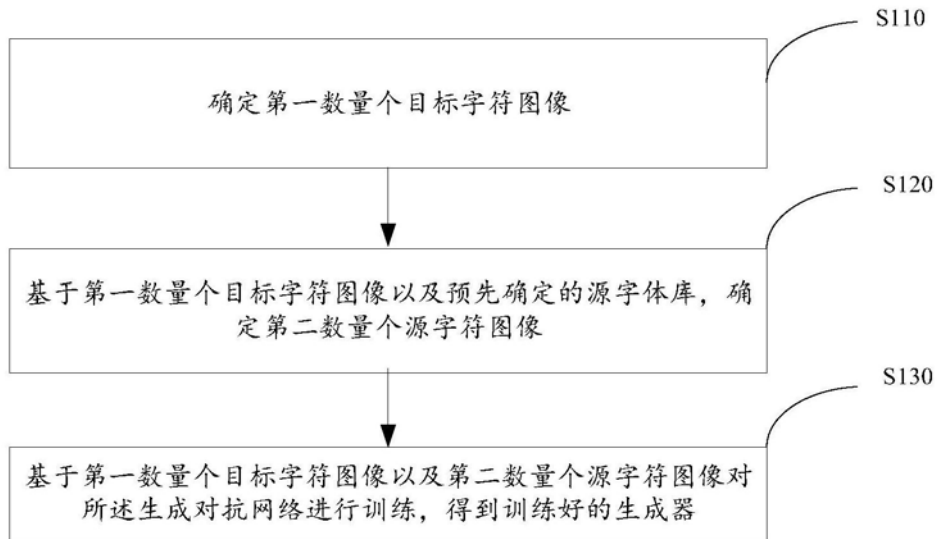 S110
确定第一数量个目标字符图像
S120
基于第一数量个目标字符图像以及预先确定的源字体库，确
定第二数量个源字符图像
S130
基于第一数量个目标字符图像以及第二数量个源字符图像对
所述生成对抗网络进行训练，得到训练好的生成器